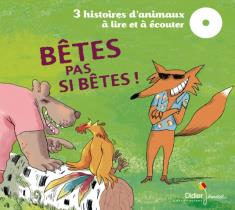 3 histoires d'animaux
à lire et à écouter
BÊTES
PAS
SI BÊTES !
Didier
Jeunesse